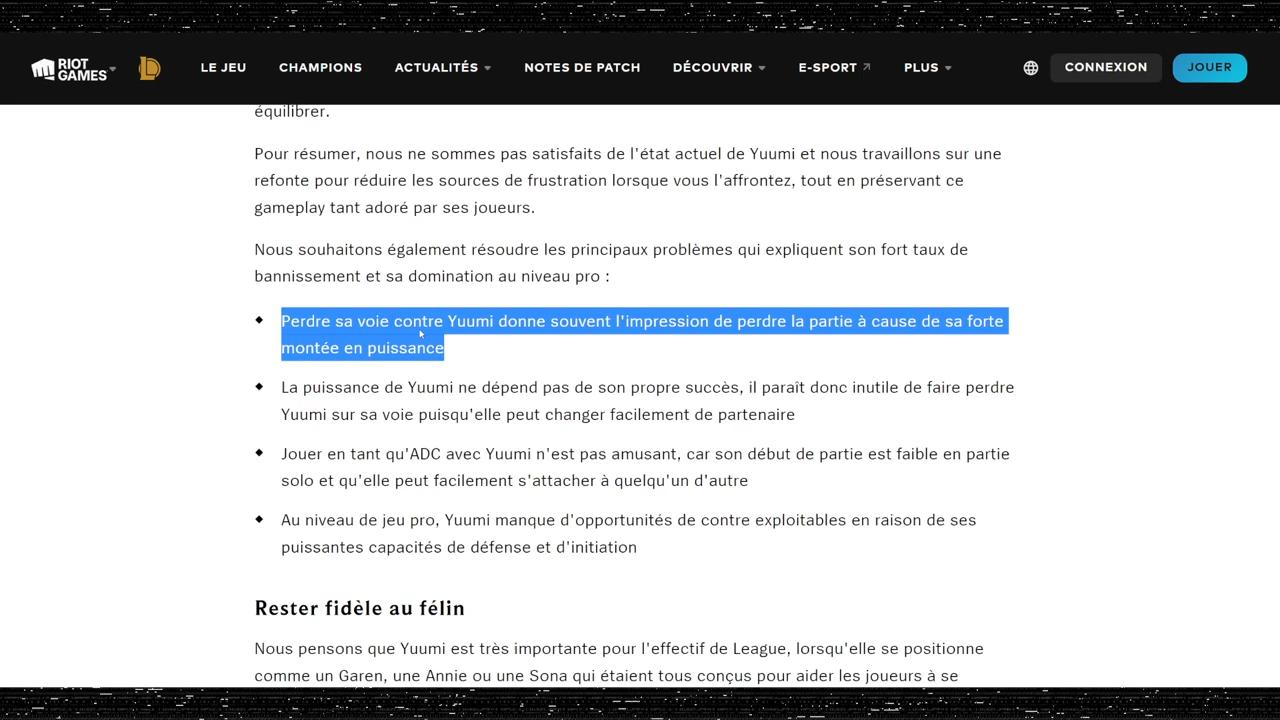 RIOT GAMES LE JEU CHAMPIONS ACTUALITÉS NOTES DE PATCH DÉCOUVRIR E-SPORT PLUS CONNEXION JOUER
équilibrer.
Pour résumer, nous ne sommes pas satisfaits de l'état actuel de Yuumi et nous travaillons sur une
refonte pour réduire les sources de frustration lorsque vous l'affrontez, tout en préservant ce
gameplay tant adoré par ses joueurs.
Nous souhaitons également résoudre les principaux problèmes qui expliquent son fort taux de
bannissement et sa domination au niveau pro :
Perdre sa voie contre Yuumi donne souvent l'impression de perdre la partie à cause de sa forte
montée en puissance
La puissance de Yuumi ne dépend pas de son propre succès, il paraît donc inutile de faire perdre
Yuumi sur sa voie puisqu'elle peut changer facilement de partenaire
Jouer en tant qu'ADC avec Yuumi n'est pas amusant, car son début de partie est faible en partie
solo et qu'elle peut facilement s'attacher à quelqu'un d'autre
Au niveau de jeu pro, Yuumi manque d'opportunités de contre exploitables en raison de ses
puissantes capacités de défense et d'initiation
Rester fidèle au félin
Nous pensons que Yuumi est très importante pour l'effectif de League, lorsqu'elle se positionne
comme un Garen, une Annie ou une Sona qui étaient tous conçus pour aider les joueurs à se